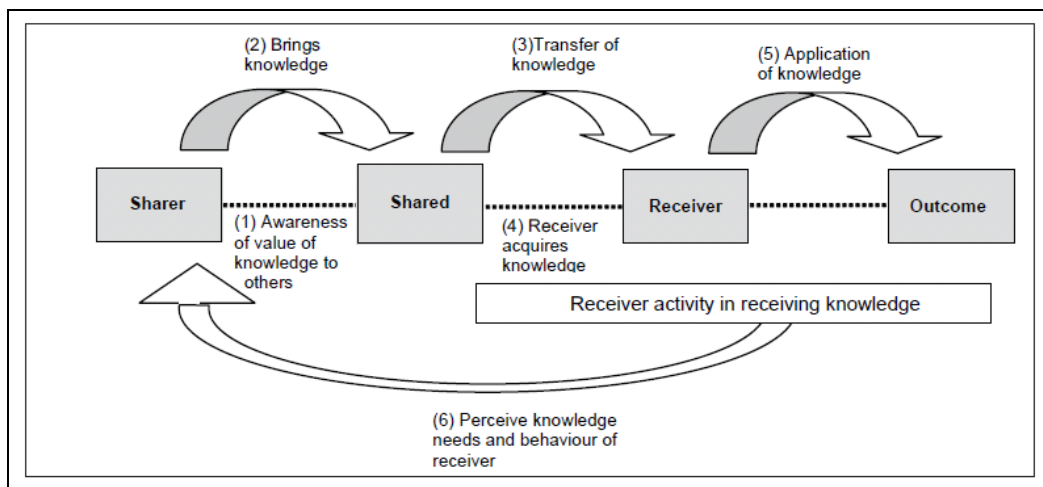 (2) Brings
knowledge
(3)Transfer of
knowledge
(5) Application
of knowledge
Sharer
Shared
Receiver
Outcome
(1) Awareness
of value of
knowledge to
others
(4) Receiver
acquires
knowledge
Receiver activity in receiving knowledge
(6) Perceive knowledge
needs and behaviour of
receiver